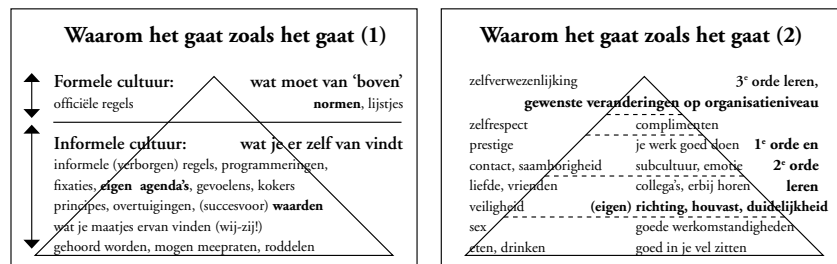 Waarom het gaat zoals het gaat (1)
Formele cultuur: wat moet van ‘boven’
officiële regels normen, lijstjes
Informele cultuur: wat je er zelf van vindt
informele (verborgen) regels, programmeringen,
fixaties, eigen agenda’s, gevoelens, kokers
principes, overtuigingen, (succesvoor) waarden
wat je maatjes ervan vinden (wij-zij!)
gehoord worden, mogen meepraten, roddelen
Waarom het gaat zoals het gaat (2)
zelfverwezenlijking 3e orde leren,
gewenste veranderingen op organisatieniveau
zelfrespect complimenten
prestige je werk goed doen 1e orde en
contact, saamhorigheid subcultuur, emotie 2e orde
liefde, vrienden collega’s, erbij horen leren
veiligheid (eigen) richting, houvast, duidelijkheid
sex goede werkomstandigheden
eten, drinken goed in je vel zitten